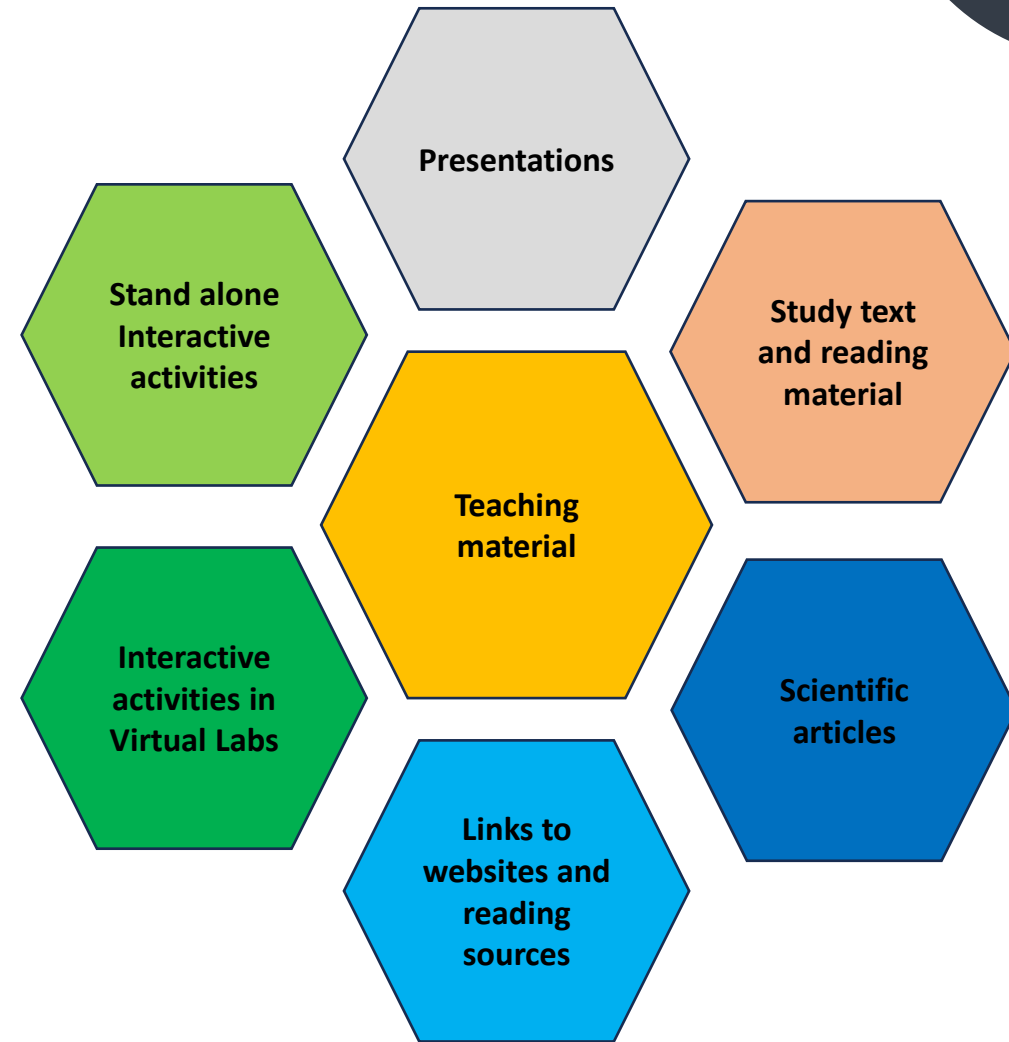 Presentations
Stand alone
Interactive
activities
Study text
and reading
material
Teaching
material
Interactive
activities in
Virtual Labs
Scientific
articles
Links to
websites and
reading
sources